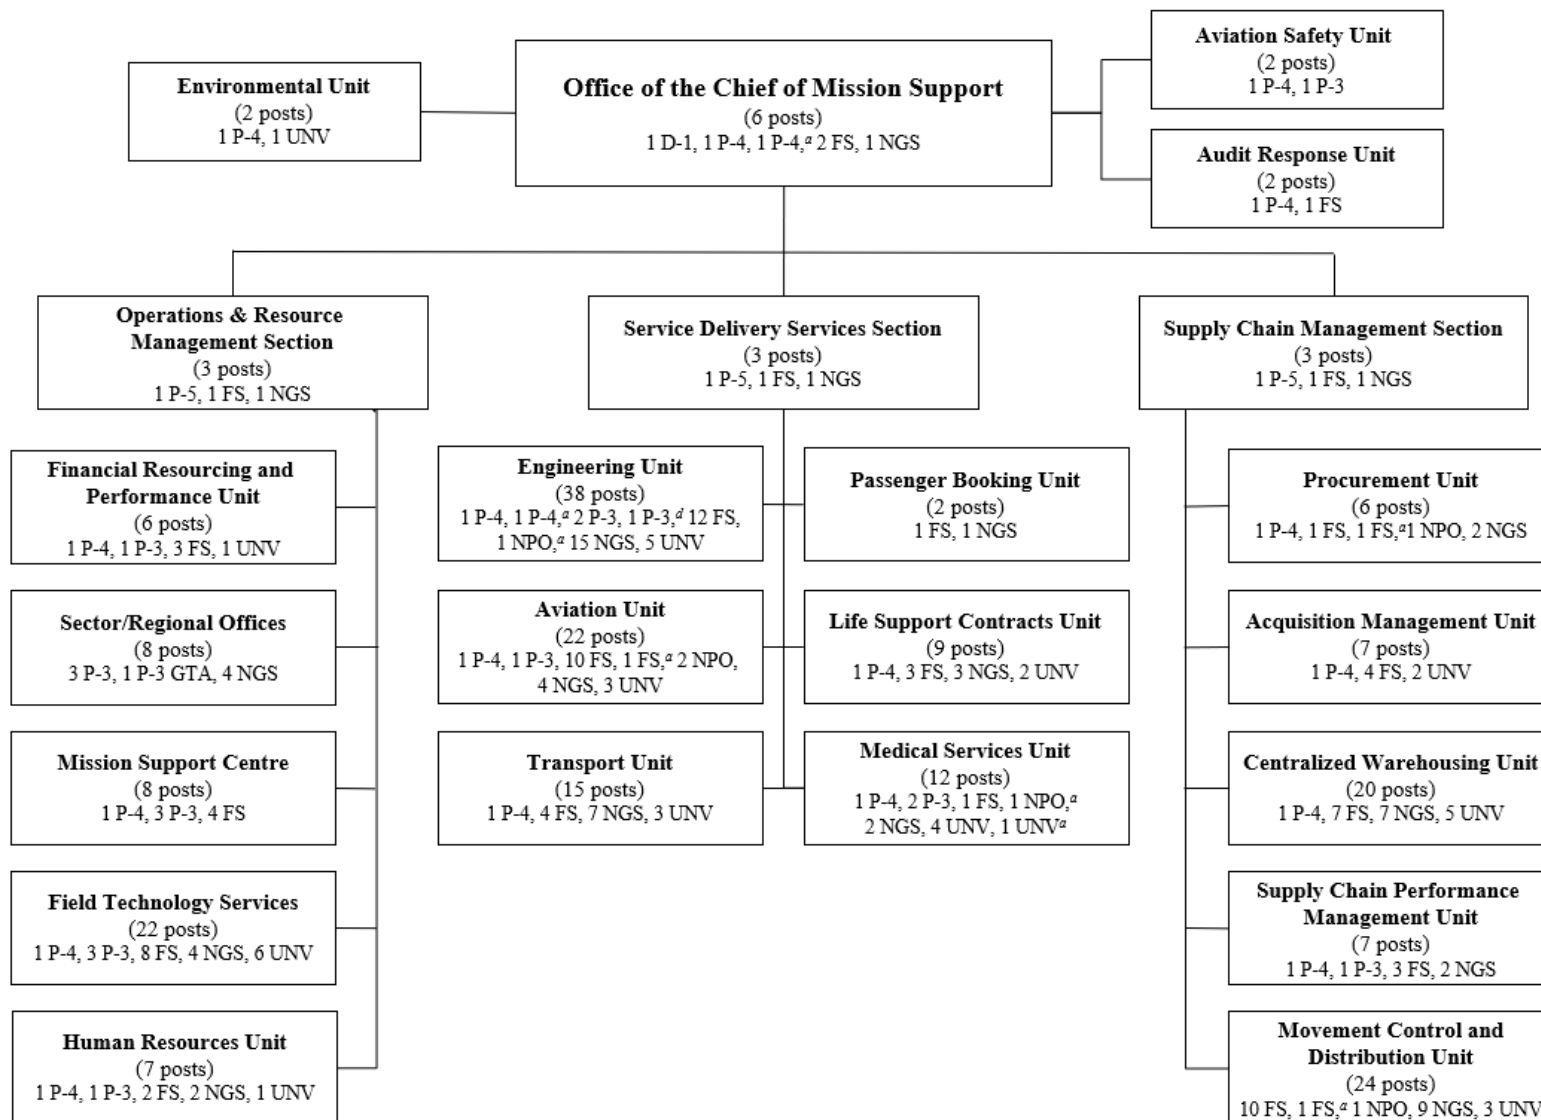 Environmental Unit
(2 posts)
1 P-4, 1 UNV
Office of the Chief of Mission Support
(6 posts)
1 D-1, 1 P-4, 1 P-4,ᵃ 2 FS, 1 NGS
Aviation Safety Unit
(2 posts)
1 P-4, 1 P-3
Audit Response Unit
(2 posts)
1 P-4, 1 FS
Operations & Resource
Management Section
(3 posts)
1 P-5, 1 FS, 1 NGS
Financial Resourcing and
Performance Unit
(6 posts)
1 P-4, 1 P-3, 3 FS, 1 UNV
Sector/Regional Offices
(8 posts)
3 P-3, 1 P-3 GTA, 4 NGS
Mission Support Centre
(8 posts)
1 P-4, 3 P-3, 4 FS
Field Technology Services
(22 posts)
1 P-4, 3 P-3, 8 FS, 4 NGS, 6 UNV
Human Resources Unit
(7 posts)
1 P-4, 1 P-3, 2 FS, 2 NGS, 1 UNV
Service Delivery Services Section
(3 posts)
1 P-5, 1 FS, 1 NGS
Engineering Unit
(38 posts)
1 P-4, 1 P-4,ᵃ 2 P-3, 1 P-3,ᵈ 12 FS,
1 NPO,ᵃ 15 NGS, 5 UNV
Aviation Unit
(22 posts)
1 P-4, 1 P-3, 10 FS, 1 FS,ᵃ 2 NPO,
4 NGS, 3 UNV
Transport Unit
(15 posts)
1 P-4, 4 FS, 7 NGS, 3 UNV
Passenger Booking Unit
(2 posts)
1 FS, 1 NGS
Life Support Contracts Unit
(9 posts)
1 P-4, 3 FS, 3 NGS, 2 UNV
Medical Services Unit
(12 posts)
1 P-4, 2 P-3, 1 FS, 1 NPO,ᵃ
2 NGS, 4 UNV, 1 UNVᵃ
Supply Chain Management Section
(3 posts)
1 P-5, 1 FS, 1 NGS
Procurement Unit
(6 posts)
1 P-4, 1 FS, 1 FS,ᵃ1 NPO, 2 NGS
Acquisition Management Unit
(7 posts)
1 P-4, 4 FS, 2 UNV
Centralized Warehousing Unit
(20 posts)
1 P-4, 7 FS, 7 NGS, 5 UNV
Supply Chain Performance
Management Unit
(7 posts)
1 P-4, 1 P-3, 3 FS, 2 NGS
Movement Control and
Distribution Unit
(24 posts)
10 FS, 1 FS,ᵃ 1 NPO, 9 NGS, 3 UNV